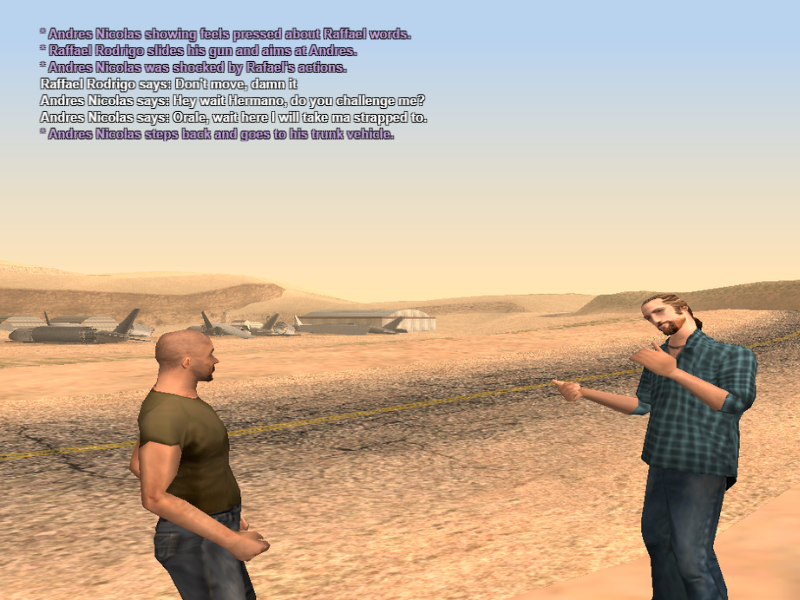 * Andres Nicolas showing feels pressed about Raffael words.
* Raffael Rodrigo slides his gun and aims at Andres.
* Andres Nicolas was shocked by Rafael's actions.
Raffael Rodrigo says: Don't move, damn it
Andres Nicolas says: Hey wait Hermano, do you challenge me?
Andres Nicolas says: Orale, wait here I will take ma strapped to.
* Andres Nicolas steps back and goes to his trunk vehicle.